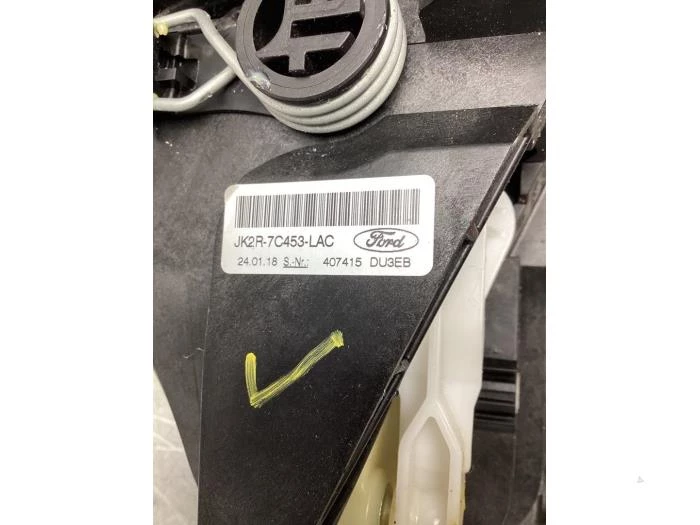 JK2R-7C453-LAC Ford
24.01.18 S.-Nr.: 407415 DU3EB